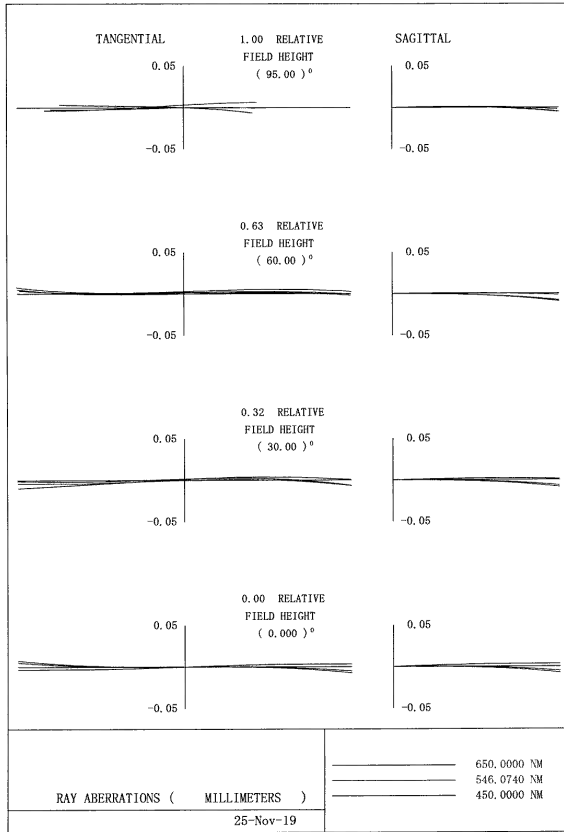 TANGENTIAL 1.00 RELATIVE SAGITTAL
FIELD HEIGHT
( 95.00 ) º
0.05 0.05
-0.05 -0.05
0.63 RELATIVE
FIELD HEIGHT
( 60.00 ) º
0.05 0.05
-0.05 -0.05
0.32 RELATIVE
FIELD HEIGHT
( 30.00 ) º
0.05 0.05
-0.05 -0.05
0.00 RELATIVE
FIELD HEIGHT
( 0.000 ) º
0.05 0.05
-0.05 -0.05
650.0000 NM
546.0740 NM
450.0000 NM
RAY ABERRATIONS ( MILLIMETERS )
25-Nov-19